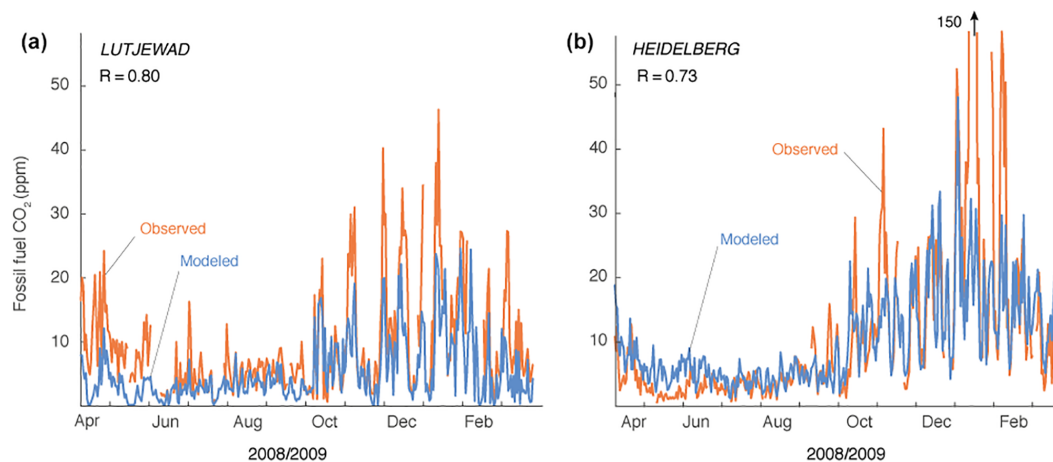 (a)
LUTJEWAD
R = 0.80
Fossil fuel CO2 (ppm)
50
40
30
20
10
Observed
Modeled
Apr Jun Aug Oct Dec Feb
2008/2009
(b)
HEIDELBERG
R = 0.73
150
50
40
30
20
10
Observed
Modeled
Apr Jun Aug Oct Dec Feb
2008/2009